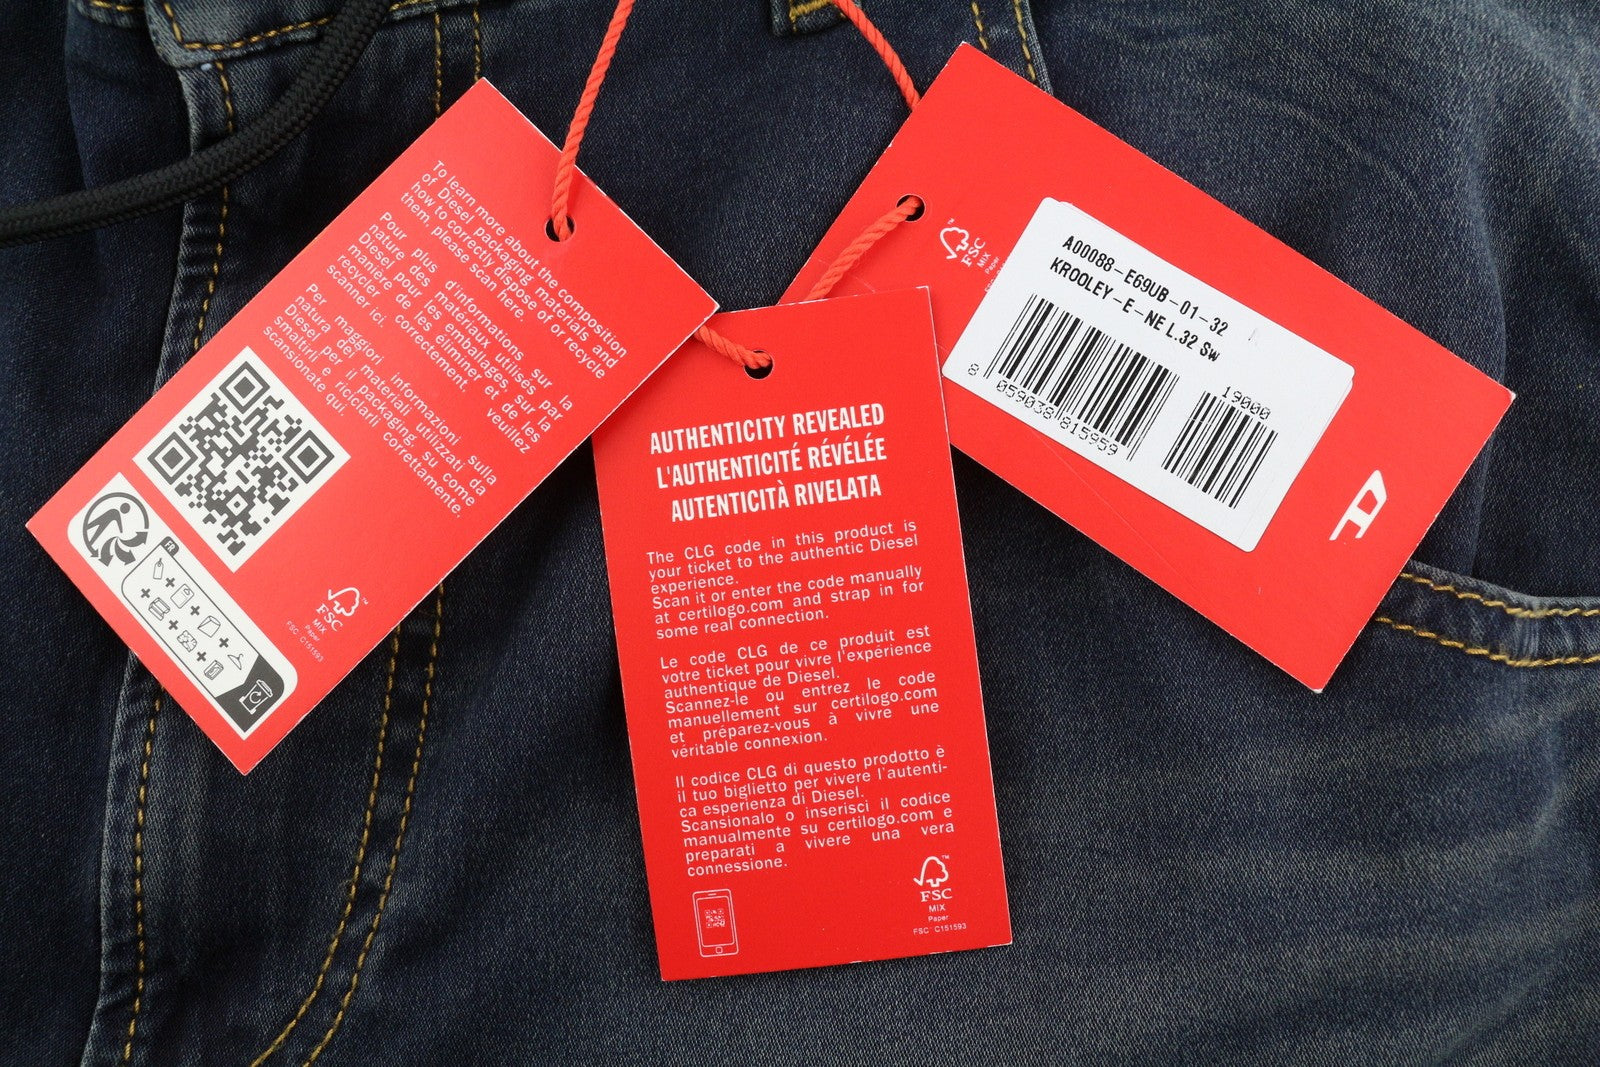 To learn more about the composition
of Diesel packaging materials and
how to correctly dispose of or recycle
them, please scan here.
Pour plus d'informations sur la
nature des matériaux utilisés par
Diesel pour les emballages sur la
manière de les éliminer et de les
recycler correctement, veuillez
scanner ici.
Per maggiori informazioni sulla
natura dei materiali utilizzati da
Diesel per il packaging su come
smaltirli e riciclarli correttamente,
scansionate qui.
FR
FSC
MIX
Paper
FSC™ C151593
AUTHENTICITY REVEALED
L'AUTHENTICITÉ RÉVÉLÉE
AUTENTICITÀ RIVELATA
The CLG code in this product is
your ticket to the authentic Diesel
experience.
Scan it or enter the code manually
at certilogo.com and strap in for
some real connection.
Le code CLG de ce produit est
votre ticket pour vivre l'expérience
authentique de Diesel.
Scannez-le ou entrez le code
manuellement sur certilogo.com
et préparez-vous à vivre une
véritable connexion.
Il codice CLG di questo prodotto è
il tuo biglietto per vivere l'autenti-
ca esperienza di Diesel.
Scansionalo o inserisci il codice
manualmente su certilogo.com e
preparati a vivere una vera
connessione.
FSC
MIX
Paper
FSC™ C151593
FSC
MIX
Paper
A00088-E69UB-01-32
KROOLEY-E-NE L.32 Sw
19000
8 059038 815959
D